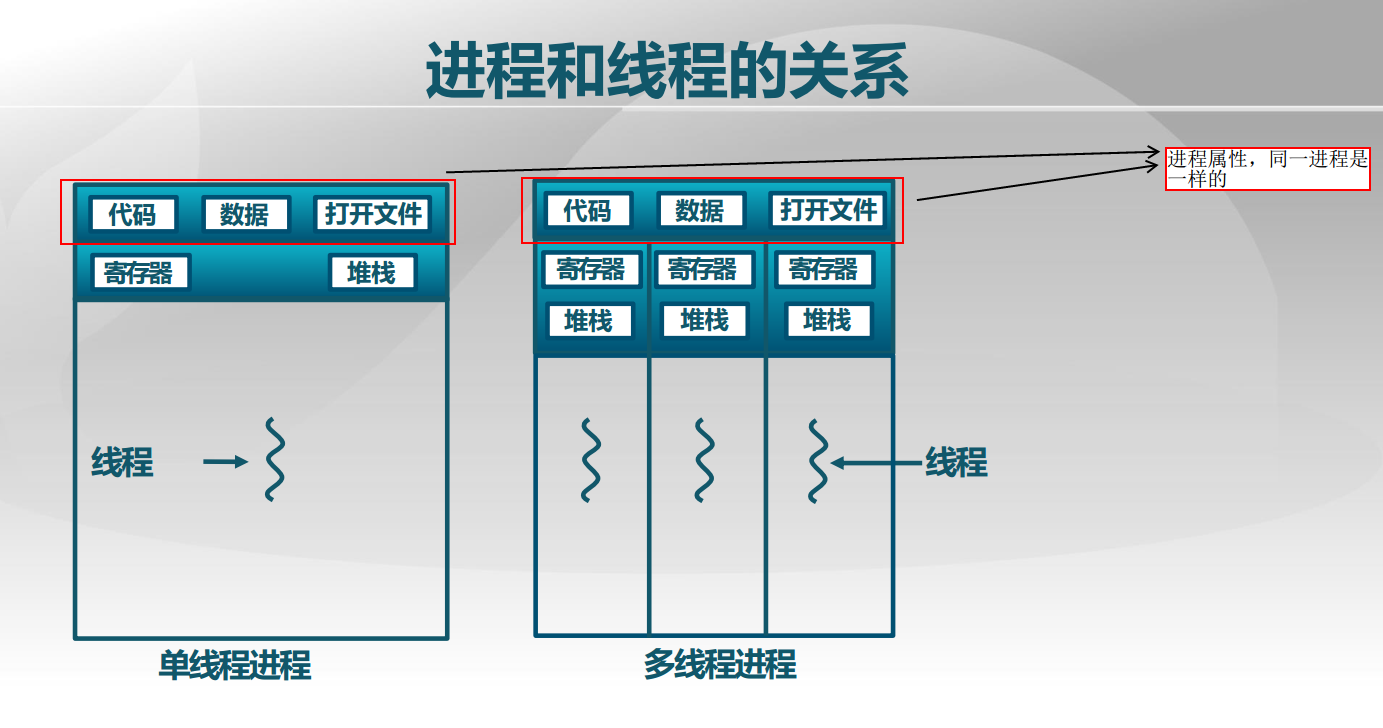 进程和线程的关系
进程属性，同一进程是
一样的
代码 数据 打开文件
寄存器 堆栈
线程
单线程进程
代码 数据 打开文件
寄存器 寄存器 寄存器
堆栈 堆栈 堆栈
线程
多线程进程